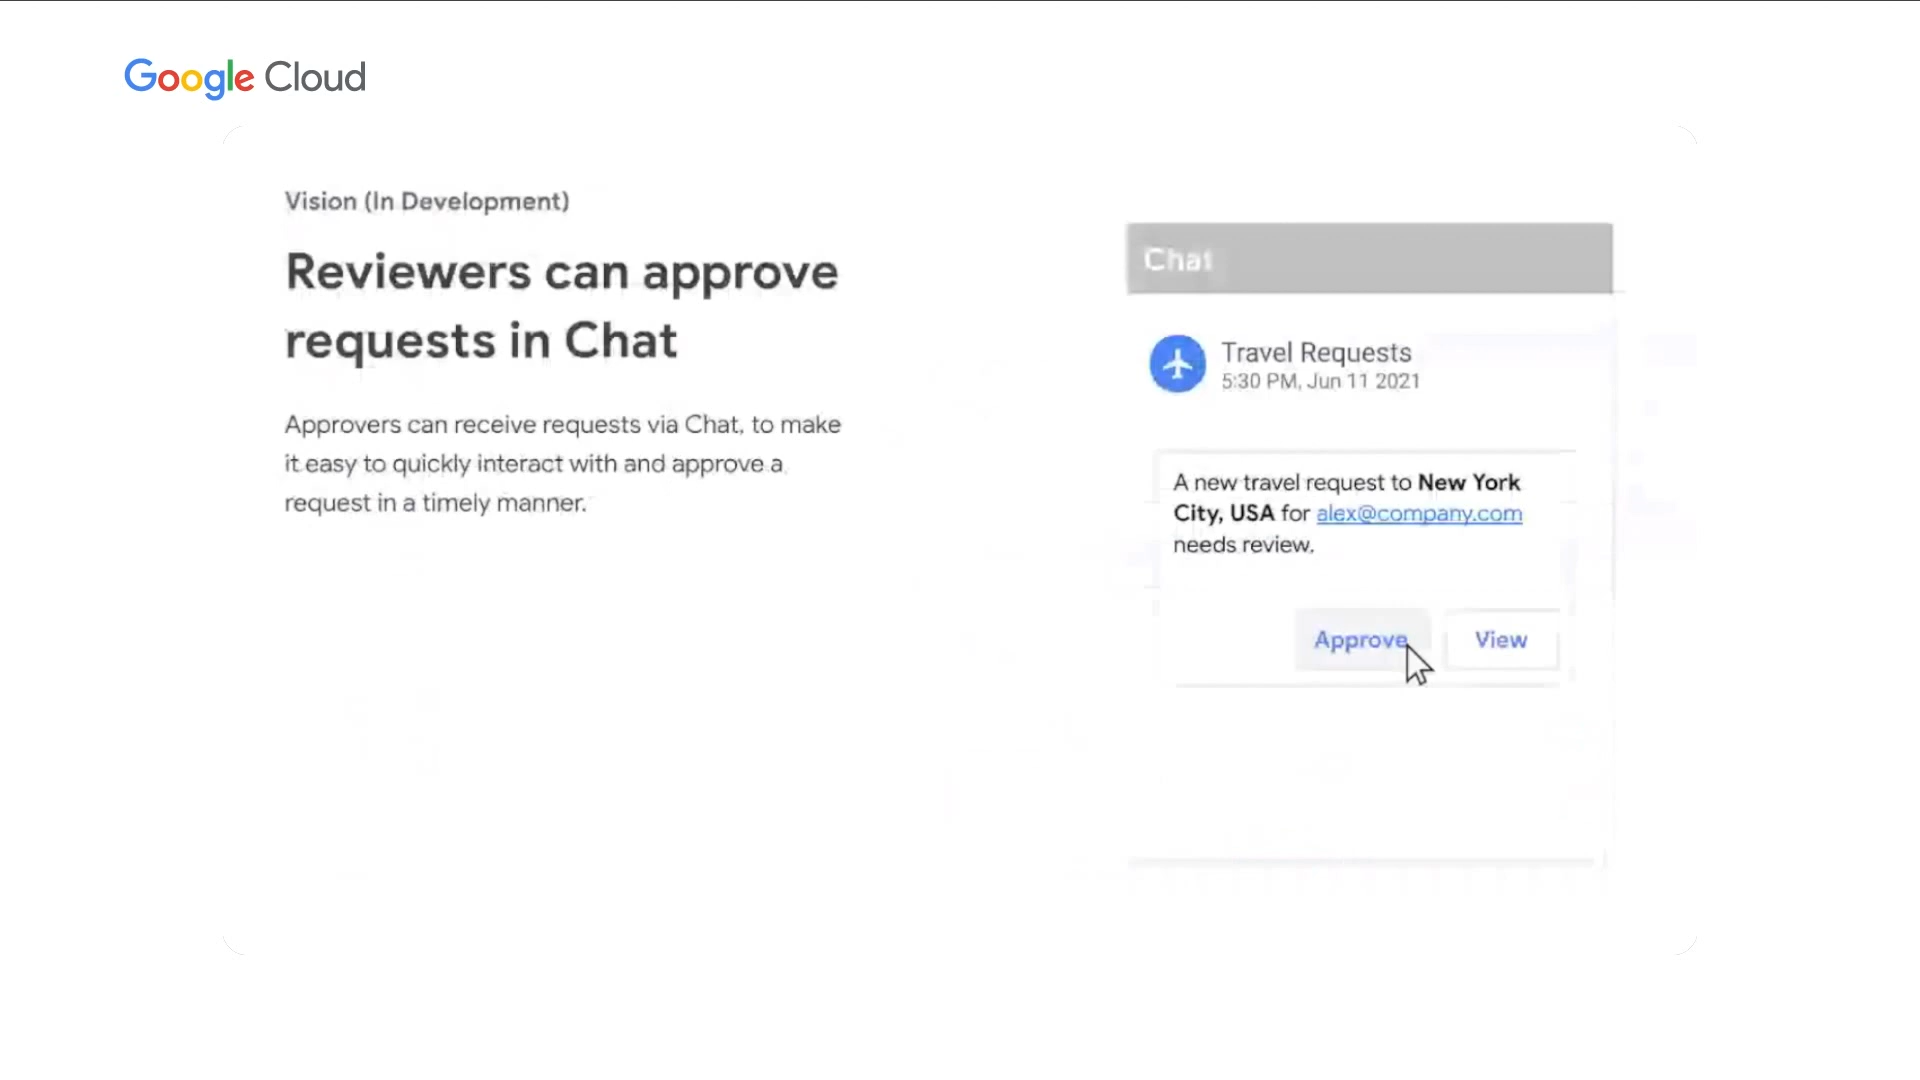 Google Cloud
Vision (In Development)
Reviewers can approve
requests in Chat
Approvers can receive requests via Chat, to make
it easy to quickly interact with and approve a
request in a timely manner.
Chat
Travel Requests
5:30 PM, Jun 11 2021
A new travel request to New York
City, USA for alex@company.com
needs review.
Approve
View